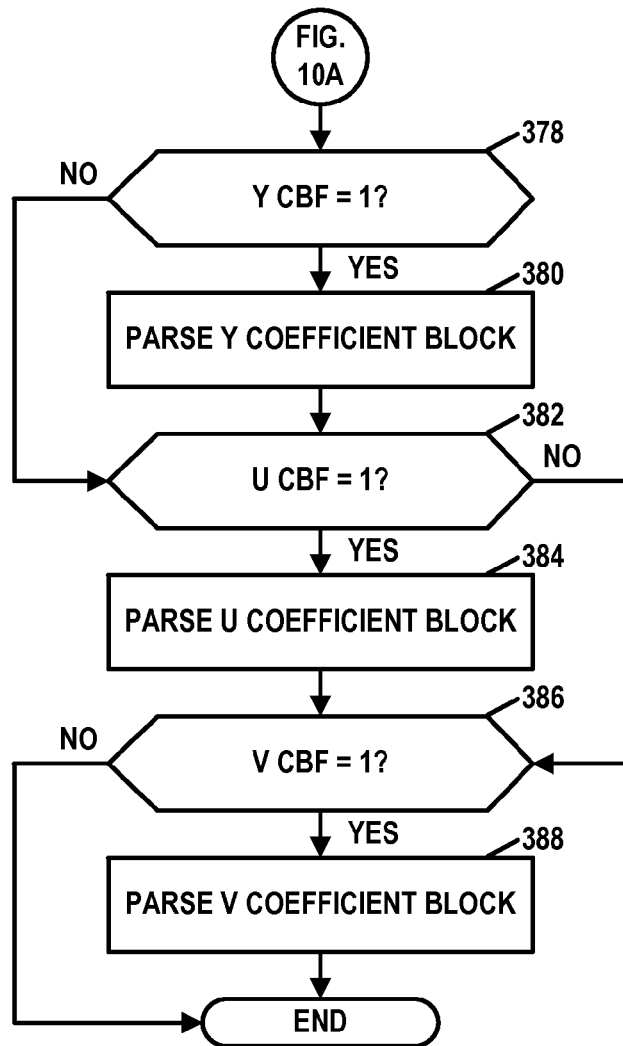 FIG.
10A
378
NO
Y CBF = 1?
YES
380
PARSE Y COEFFICIENT BLOCK
382
NO
U CBF = 1?
YES
384
PARSE U COEFFICIENT BLOCK
386
NO
V CBF = 1?
YES
388
PARSE V COEFFICIENT BLOCK
END